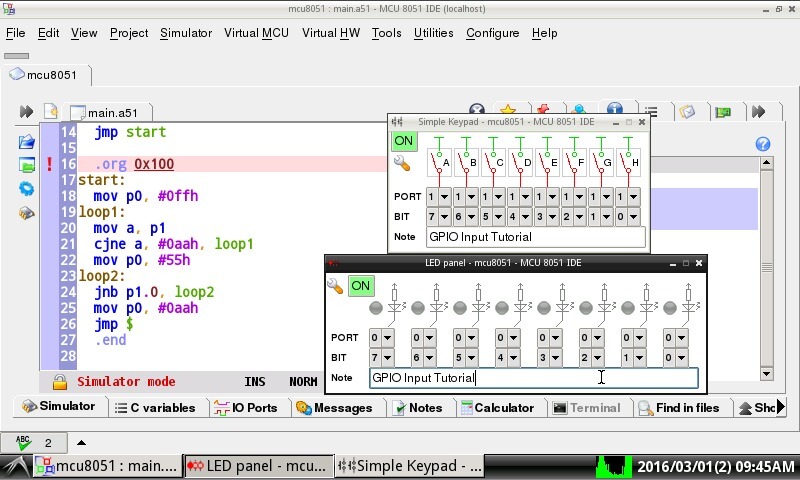 mcu8051 : main.a51 - MCU 8051 IDE (localhost)
File Edit View Project Simulator Virtual MCU Virtual HW Tools Utilities Configure Help
mcu8051
main.a51
14 jmp start
15
! 16 .org 0x100
17 start:
18 mov p0, #0ffh
19 loop1:
20 mov a, p1
21 cjne a, #0aah, loop1
22 mov p0, #55h
23 loop2:
24 jnb p1.0, loop2
25 mov p0, #0aah
26 jmp $
27 .end
28
Simple Keypad - mcu8051 - MCU 8051 IDE
ON
A B C D E F G H
PORT 1 1 1 1 1 1 1 1
BIT 7 6 5 4 3 2 1 0
Note GPIO Input Tutorial
LED panel - mcu8051 - MCU 8051 IDE
ON
PORT 0 0 0 0 0 0 0 0
BIT 7 6 5 4 3 2 1 0
Note GPIO Input Tutorial
Simulator mode INS NORM
Simulator C variables IO Ports Messages Notes Calculator Terminal Find in files Sho
ABC 2
mcu8051 : main.... LED panel - mcu... Simple Keypad - ... 2016/03/01(2) 09:45AM